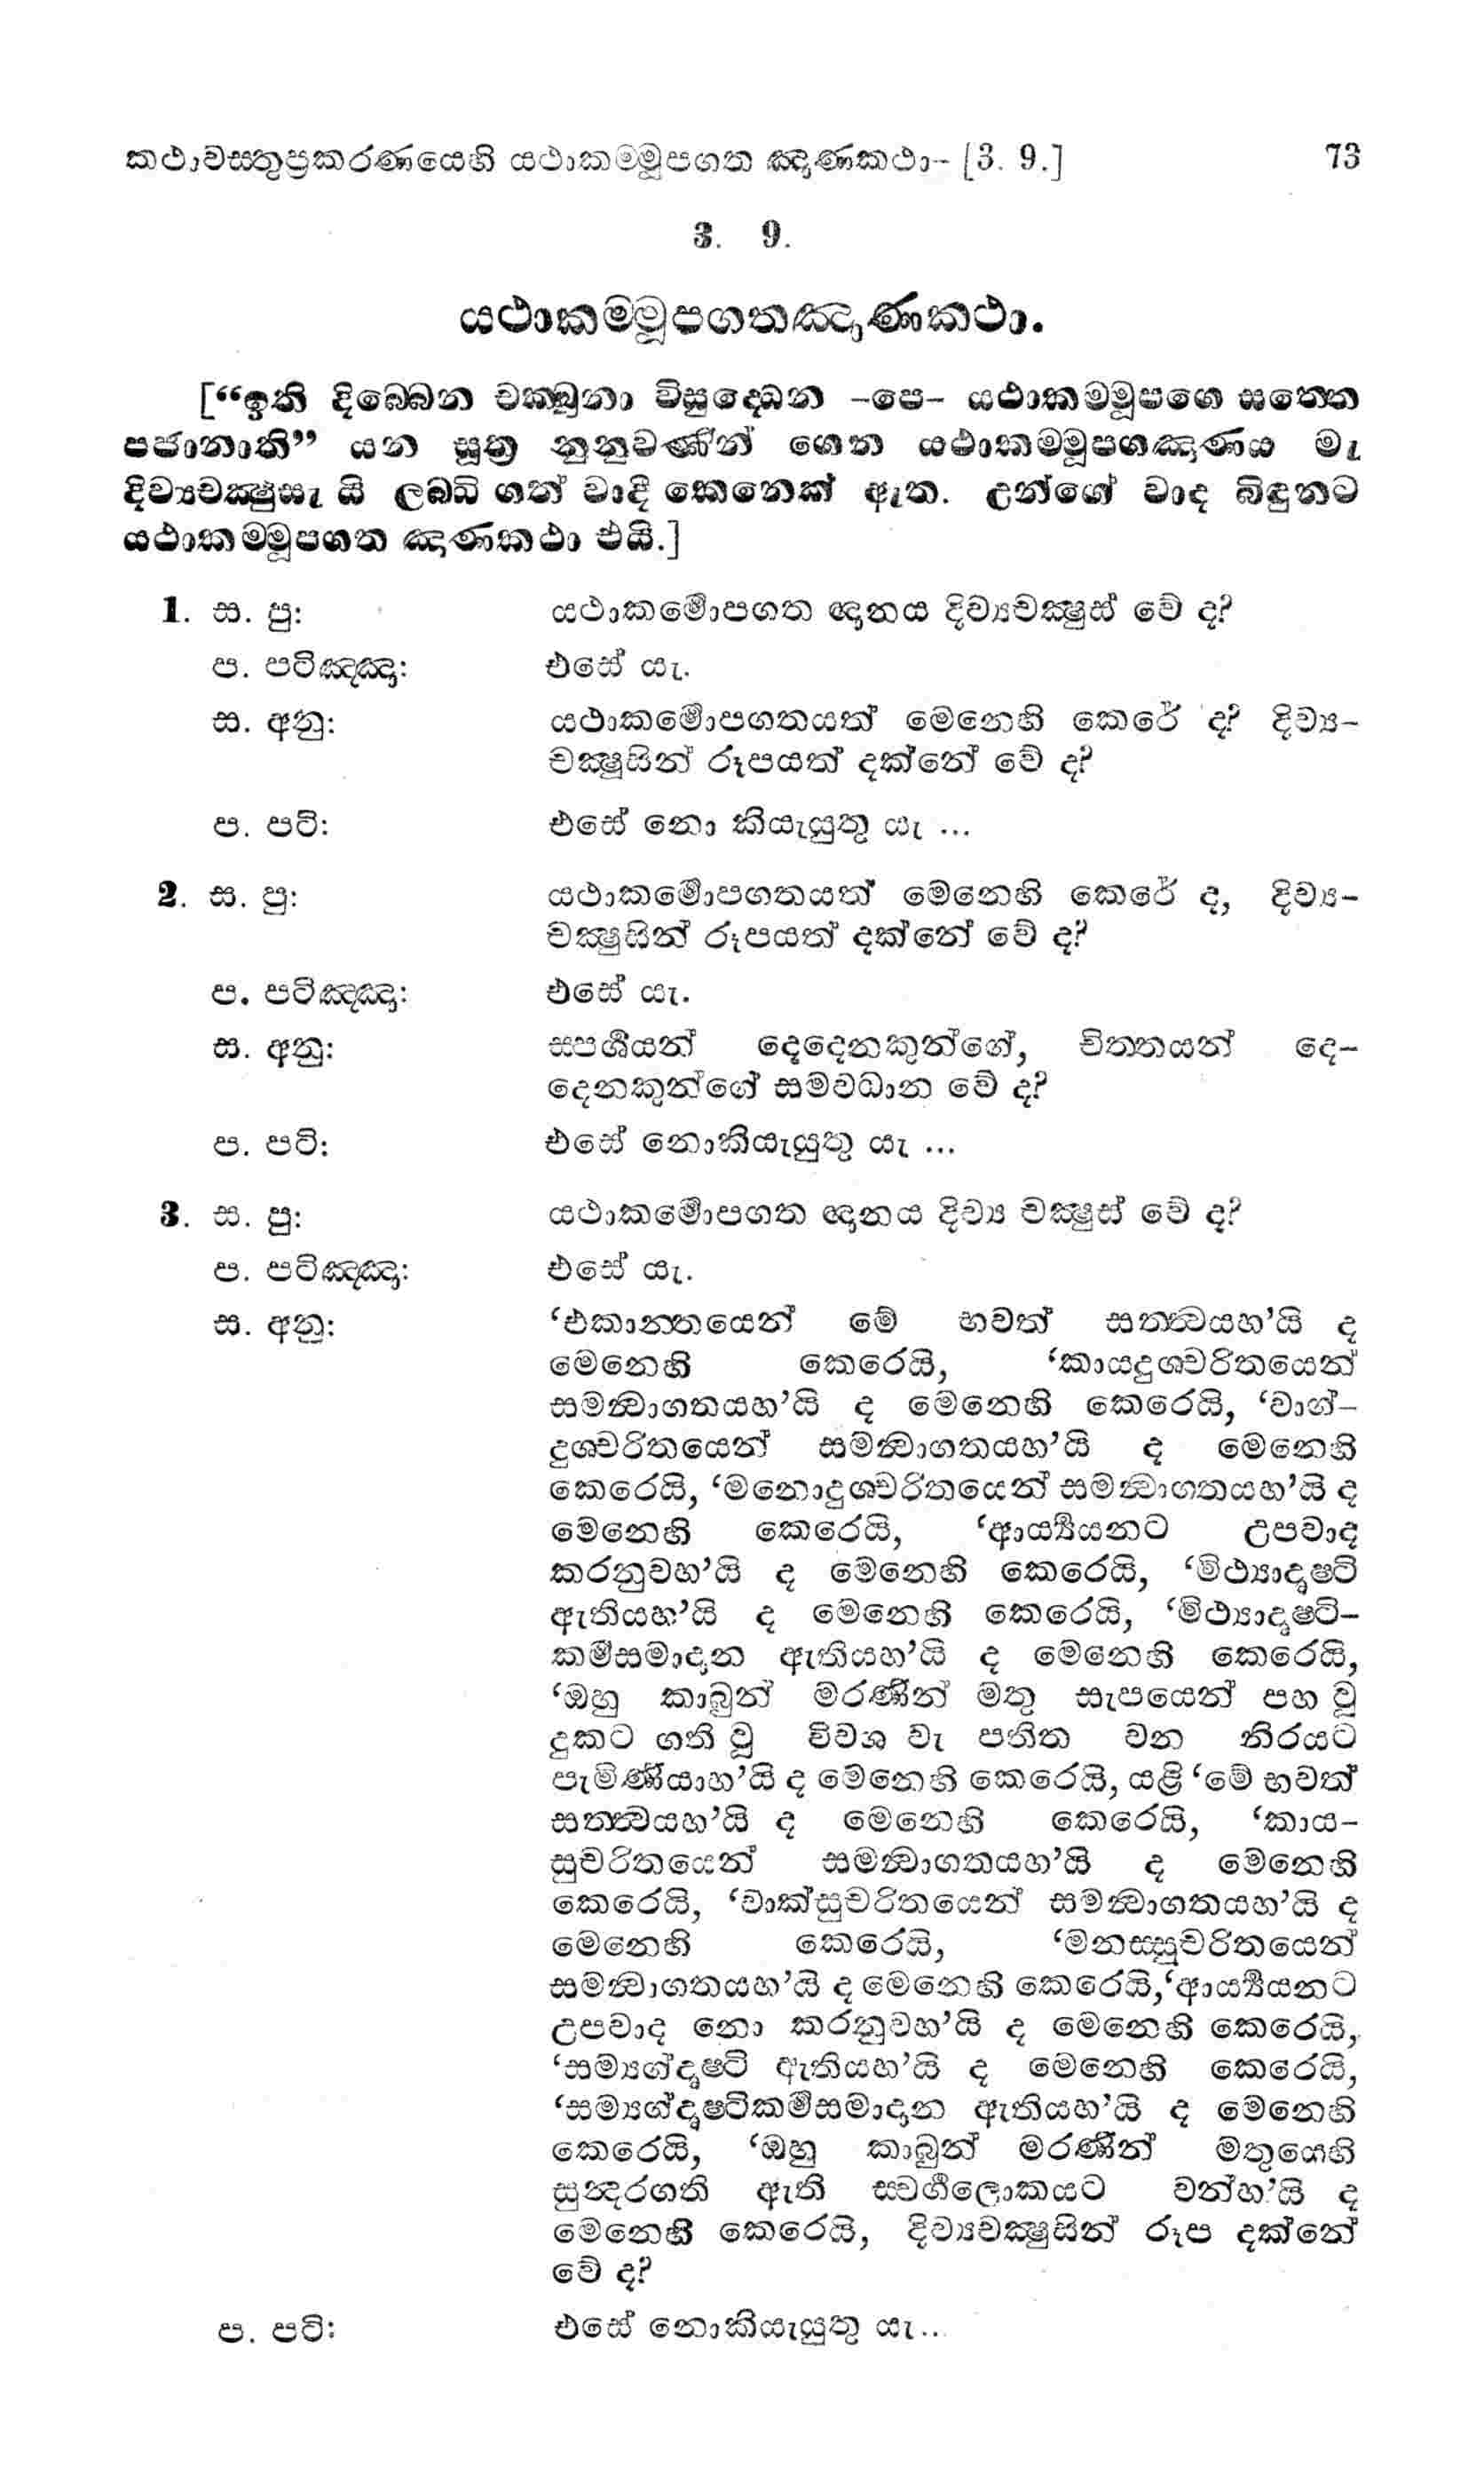 කථාවස්තුප්‍රකරණයෙහි යථාකම්මූපගත ඤාණකථා- [3. 9.] 73
3. 9.
යථාකම්මූපගතඤාණකථා.
[“ඉති දිබ්බෙන චක්ඛුනා විසුද්ධෙන -පෙ- යථාකම්මූපගෙ සත්තෙ
පජානාති” යන සූත්‍ර නුනුවණින් ගෙන යථාකම්මූපගඤාණය මැ
දිව්‍යචක්ෂුසැ යි ලබ්ධි ගත් වාදි කෙනෙක් ඇත. උන්ගේ වාද බිඳුනට
යථාකම්මූපගත ඤාණකථා එයි.]
1. ස. පු: යථාකර්මොපගත ඥානය දිව්‍යචක්ෂුස් වේ ද?
ප. පටිඤ්ඤා: එසේ යැ.
ස. අනු: යථාකර්මොපගතයත් මෙනෙහි කෙරේ ද? දිව්‍ය-
චක්ෂූසින් රූපයත් දක්නේ වේ ද?
ප. පටි: එසේ නො කියැයුතු යැ ...
2. ස. පු: යථාකර්මොපගතයත් මෙනෙහි කෙරේ ද, දිව්‍ය-
චක්ෂුසින් රූපයත් දක්නේ වේ ද?
ප. පටිඤ්ඤා: එසේ යැ.
ස. අනු: ස්පර්ශයන් දෙදෙනකුන්ගේ, චිත්තයන් දෙ-
දෙනකුන්ගේ සමවධාන වේ ද?
ප. පටි: එසේ නොකියැයුතු යැ ...
3. ස. පු: යථාකර්මොපගත ඥානය දිව්‍ය චක්ෂුස් වේ ද?
ප. පටිඤ්ඤා: එසේ යැ.
ස. අනු: ‘එකාන්තයෙන් මේ භවත් සත්ත්වයහ’යි ද
මෙනෙහි කෙරෙයි, ‘කායදුශ්චරිතයෙන්
සමන්වාගතයහ’යි ද මෙනෙහි කෙරෙයි, ‘වාග්-
දුශ්චරිතයෙන් සමන්වාගතයහ’යි ද මෙනෙහි
කෙරෙයි, ‘මනොදුශ්චරිතයෙන් සමන්වාගතයහ’යි ද
මෙනෙහි කෙරෙයි, ‘ආර්‍ය්‍යයනට උපවාද
කරනුවහ’යි ද මෙනෙහි කෙරෙයි, ‘මිථ්‍යාදෘෂ්ටි
ඇතියහ’යි ද මෙනෙහි කෙරෙයි, ‘මිථ්‍යාදෘෂ්ටි-
කර්මසමාදාන ඇතියහ’යි ද මෙනෙහි කෙරෙයි,
‘ඔහු කාබුන් මරණින් මතු සැපයෙන් පහ වූ
දුකට ගති වූ විවශ වැ පතිත වන නිරයට
පැමිණියාහ’යි ද මෙනෙහි කෙරෙයි, යළි ‘මේ භවත්
සත්ත්වයහ’යි ද මෙනෙහි කෙරෙයි, ‘කාය-
සුචරිතයෙන් සමන්වාගතයහ’යි ද මෙනෙහි
කෙරෙයි, ‘වාක්සුචරිතයෙන් සමන්වාගතයහ’යි ද
මෙනෙහි කෙරෙයි, ‘මනස්සුචරිතයෙන්
සමන්වාගතයහ’යි ද මෙනෙහි කෙරෙයි,‘ආර්‍ය්‍යයනට
උපවාද නො කරනුවහ’යි ද මෙනෙහි කෙරෙයි,
‘සම්‍යග්දෘෂ්ටි ඇතියහ’යි ද මෙනෙහි කෙරෙයි,
‘සම්‍යග්දෘෂ්ටිකර්මසමාදාන ඇතියහ’යි ද මෙනෙහි
කෙරෙයි, ‘ඔහු කාබුන් මරණින් මතුයෙහි
සුන්‍දරගති ඇති ස්වර්ගලොකයට වන්හ’යි ද
මෙනෙහි කෙරෙයි, දිව්‍යචක්ෂුසින් රූප දක්නේ
වේ ද?
ප. පටි: එසේ නොකියැයුතු යැ...